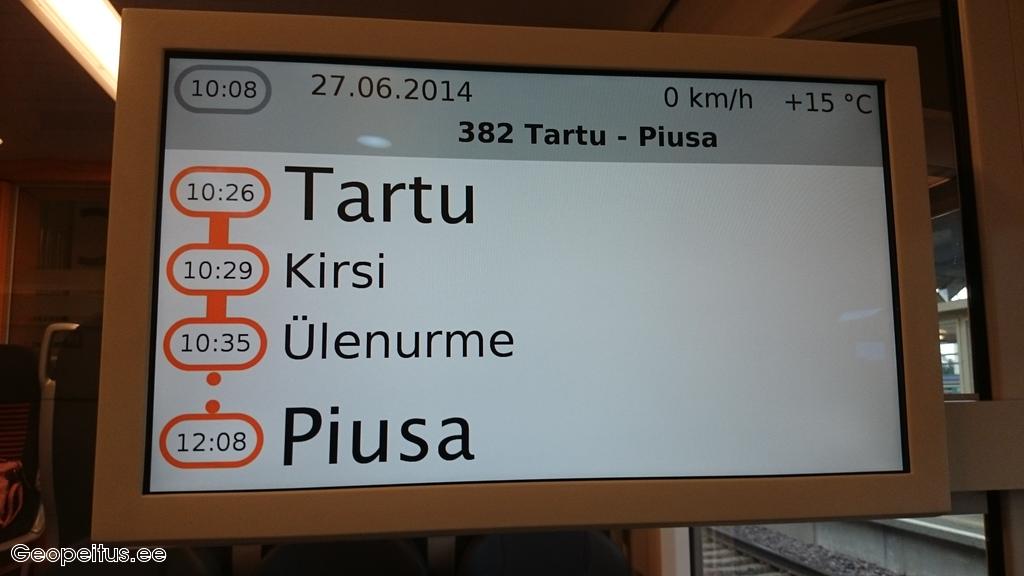 10:08 27.06.2014 0 km/h +15 °C
382 Tartu - Piusa
10:26 Tartu
10:29 Kirsi
10:35 Ülenurme
12:08 Piusa
Geopeitus.ee